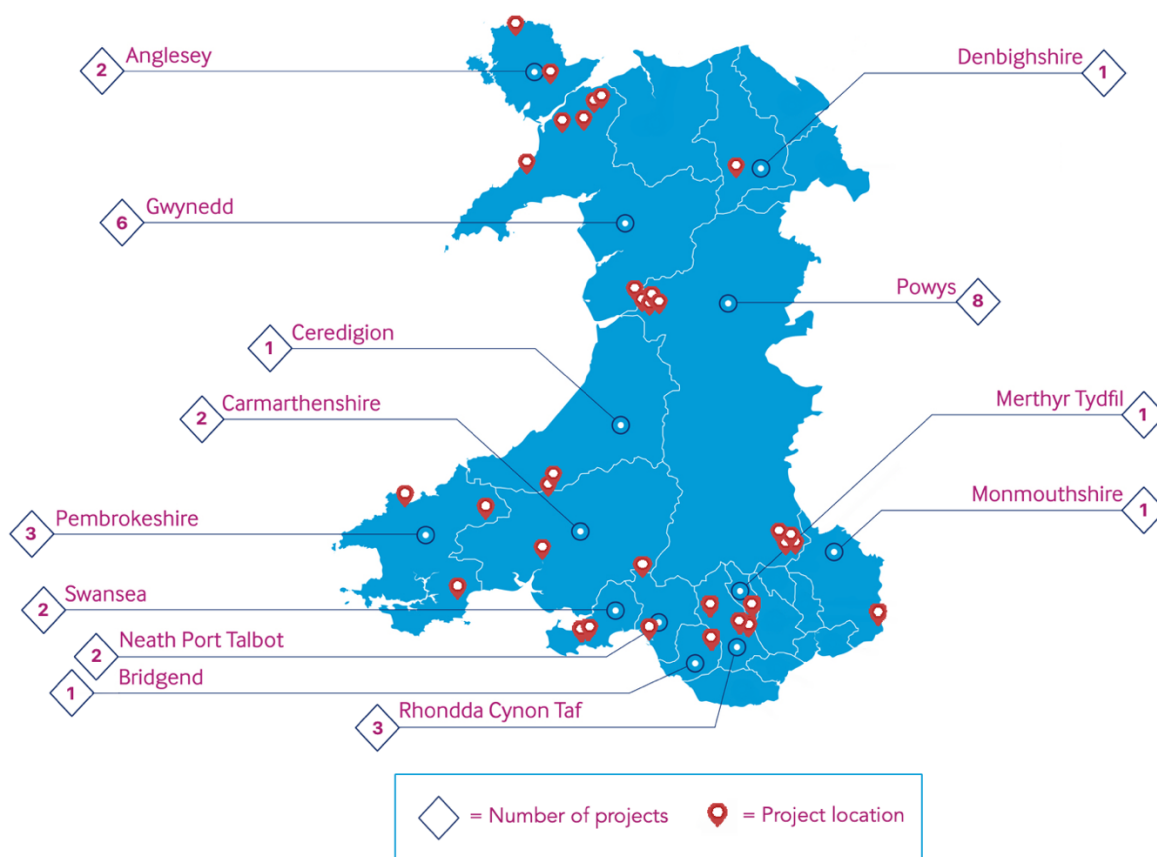 Anglesey
2
Denbighshire
1
Gwynedd
6
Powys
8
Ceredigion
1
Carmarthenshire
2
Merthyr Tydfil
1
Monmouthshire
1
Pembrokeshire
3
Swansea
2
Neath Port Talbot
2
Bridgend
1
Rhondda Cynon Taf
3
= Number of projects
= Project location